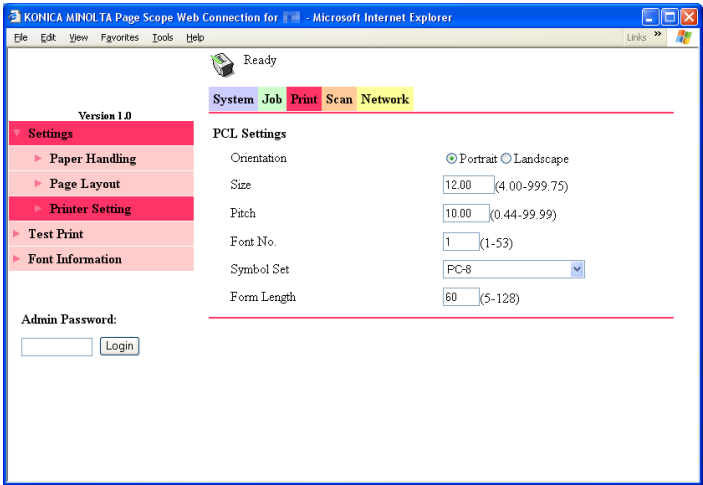 KONICA MINOLTA Page Scope Web Connection for - Microsoft Internet Explorer
File Edit View Favorites Tools Help
Links »
Ready
System Job Print Scan Network
Version 1.0
Settings
Paper Handling
Page Layout
Printer Setting
Test Print
Font Information
Admin Password:
Login
PCL Settings
Orientation Portrait Landscape
Size 12.00 (4.00-999.75)
Pitch 10.00 (0.44-99.99)
Font No. 1 (1-53)
Symbol Set PC-8
Form Length 60 (5-128)